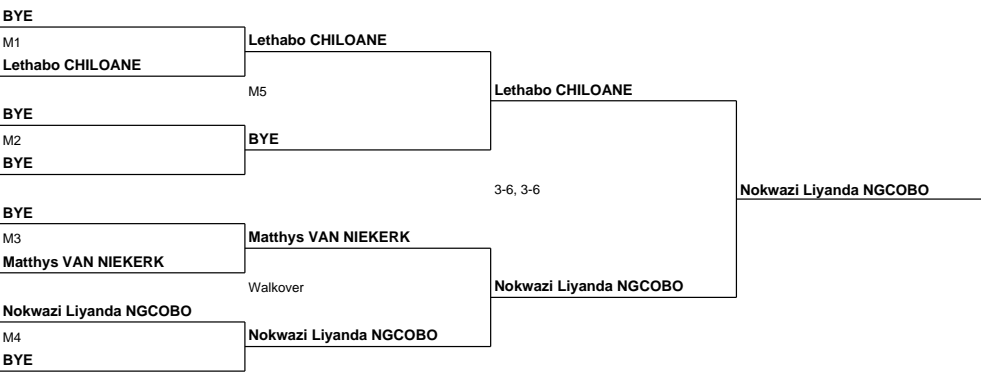 BYE
M1
Lethabo CHILOANE
Lethabo CHILOANE
M5
Lethabo CHILOANE
BYE
M2
BYE
BYE
3-6, 3-6
Nokwazi Liyanda NGCOBO
BYE
M3
Matthys VAN NIEKERK
Matthys VAN NIEKERK
Walkover
Nokwazi Liyanda NGCOBO
Nokwazi Liyanda NGCOBO
M4
Nokwazi Liyanda NGCOBO
BYE